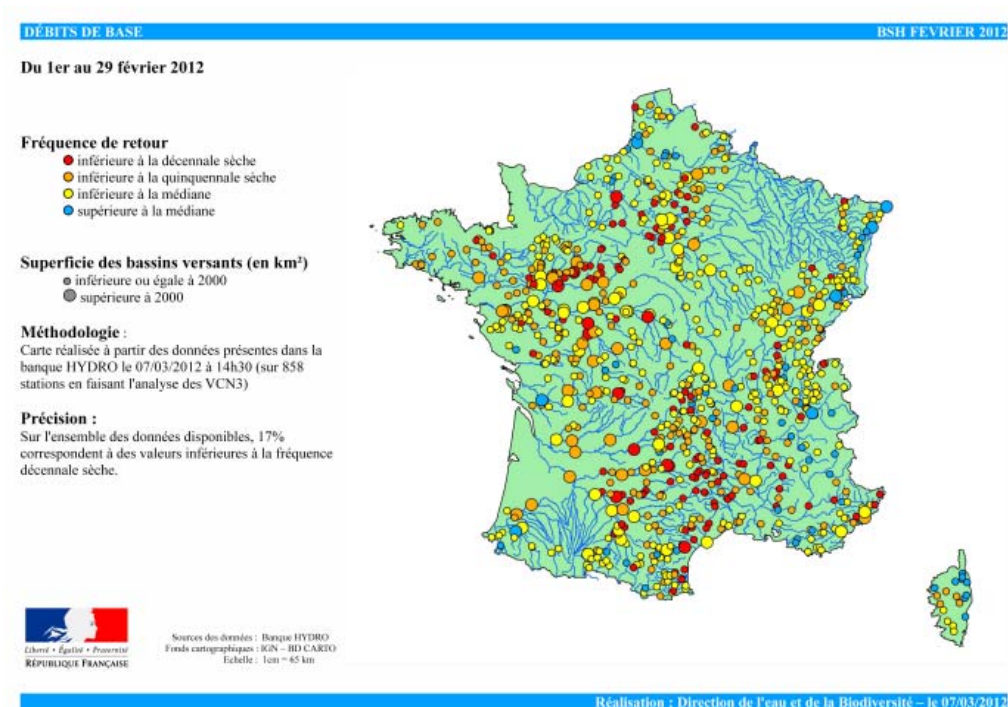 DÉBITS DE BASE
BSH FEVRIER 2012
Du 1er au 29 février 2012
Fréquence de retour
inférieure à la décennale sèche
inférieure à la quinquennale sèche
inférieure à la médiane
supérieure à la médiane
Superficie des bassins versants (en km²)
inférieure ou égale à 2000
supérieure à 2000
Méthodologie :
Carte réalisée à partir des données présentes dans la
banque HYDRO le 07/03/2012 à 14h30 (sur 858
stations en faisant l'analyse des VCN3)
Précision :
Sur l'ensemble des données disponibles, 17%
correspondent à des valeurs inférieures à la fréquence
décennale sèche.
Liberté • Égalité • Fraternité
RÉPUBLIQUE FRANÇAISE
Sources des données : Banque HYDRO
Fonds cartographiques : IGN – BD CARTO
Echelle : 1cm = 65 km
Réalisation : Direction de l'eau et de la Biodiversité – le 07/03/2012